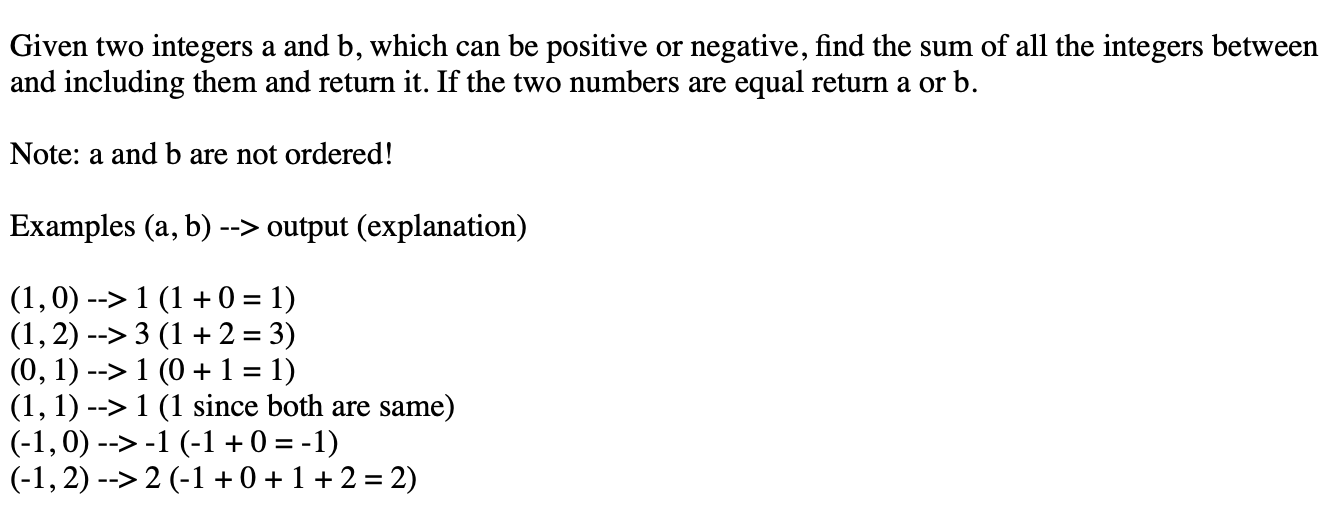 Given two integers a and b, which can be positive or negative, find the sum of all the integers between
and including them and return it. If the two numbers are equal return a or b.
Note: a and b are not ordered!
Examples (a, b) --> output (explanation)
(1, 0) --> 1 (1 + 0 = 1)
(1, 2) --> 3 (1 + 2 = 3)
(0, 1) --> 1 (0 + 1 = 1)
(1, 1) --> 1 (1 since both are same)
(-1, 0) --> -1 (-1 + 0 = -1)
(-1, 2) --> 2 (-1 + 0 + 1 + 2 = 2)